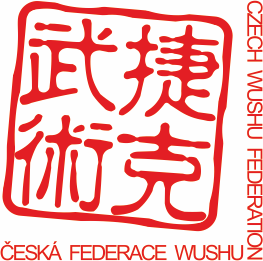 捷克
武術
ČESKÁ FEDERACE WUSHU
CZECH WUSHU FEDERATION